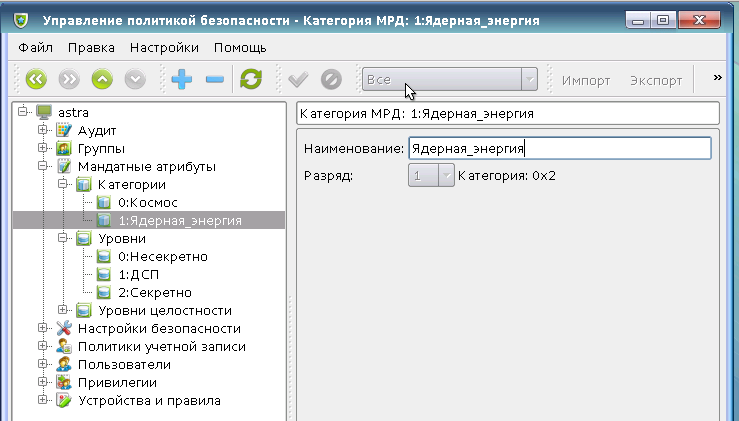 Управление политикой безопасности - Категория МРД: 1:Ядерная_энергия
Файл Правка Настройки Помощь
Все Импорт Экспорт »
astra
Аудит
Группы
Мандатные атрибуты
Категории
0:Космос
1:Ядерная_энергия
Уровни
0:Несекретно
1:ДСП
2:Секретно
Уровни целостности
Настройки безопасности
Политики учетной записи
Пользователи
Привилегии
Устройства и правила
Категория МРД: 1:Ядерная_энергия
Наименование: Ядерная_энергия
Разряд: 1 Категория: 0x2